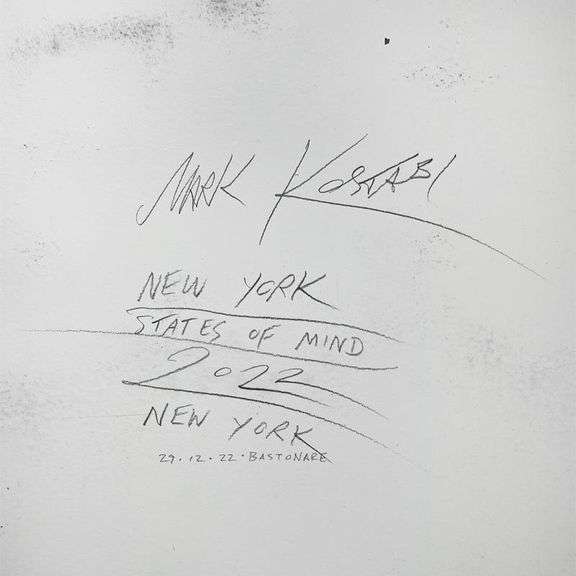 MARK KOSTABI
NEW YORK
STATES OF MIND
2022
NEW YORK
29.12.22.BASTONARE